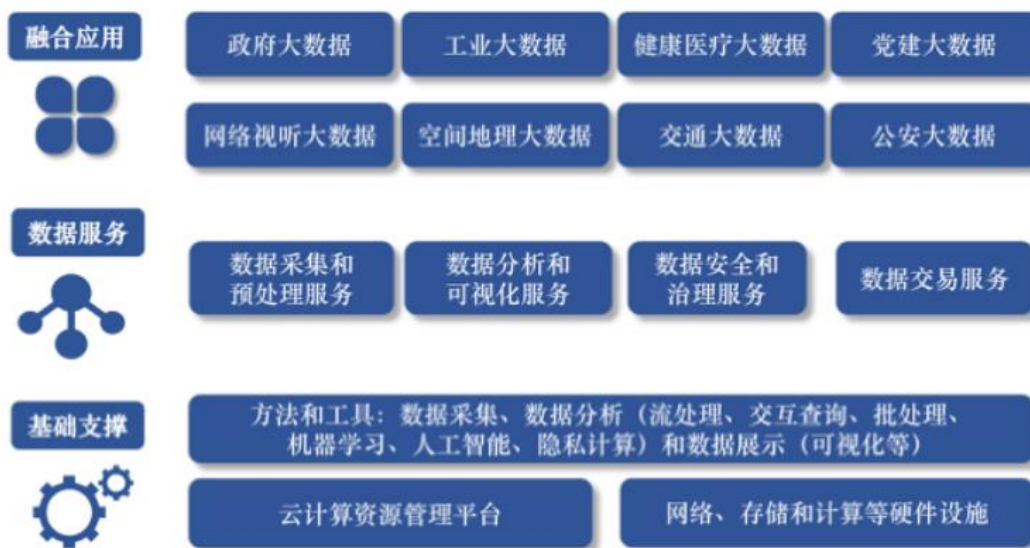 融合应用
政府大数据
工业大数据
健康医疗大数据
党建大数据
网络视听大数据
空间地理大数据
交通大数据
公安大数据
数据服务
数据采集和
预处理服务
数据分析和
可视化服务
数据安全和
治理服务
数据交易服务
基础支撑
方法和工具：数据采集、数据分析（流处理、交互查询、批处理、
机器学习、人工智能、隐私计算）和数据展示（可视化等）
云计算资源管理平台
网络、存储和计算等硬件设施